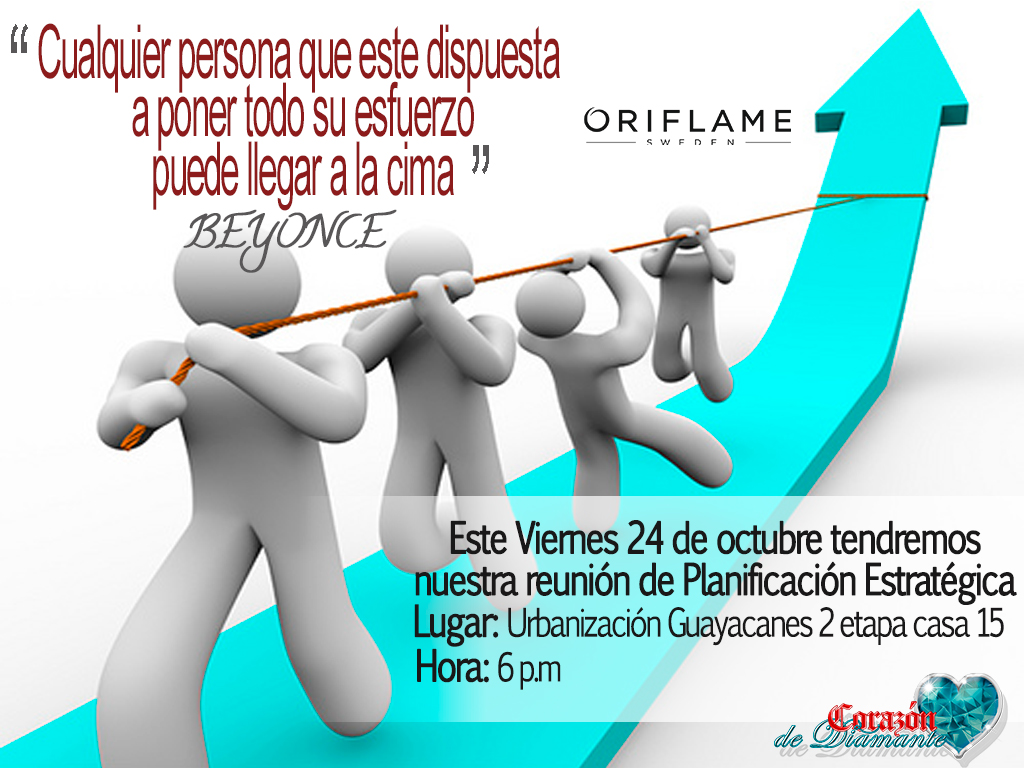 “ Cualquier persona que este dispuesta
a poner todo su esfuerzo
puede llegar a la cima ”
BEYONCE
ORIFLAME
SWEDEN
Este Viernes 24 de octubre tendremos
nuestra reunión de Planificación Estratégica
Lugar: Urbanización Guayacanes 2 etapa casa 15
Hora: 6 p.m
Corazón
de Diamante